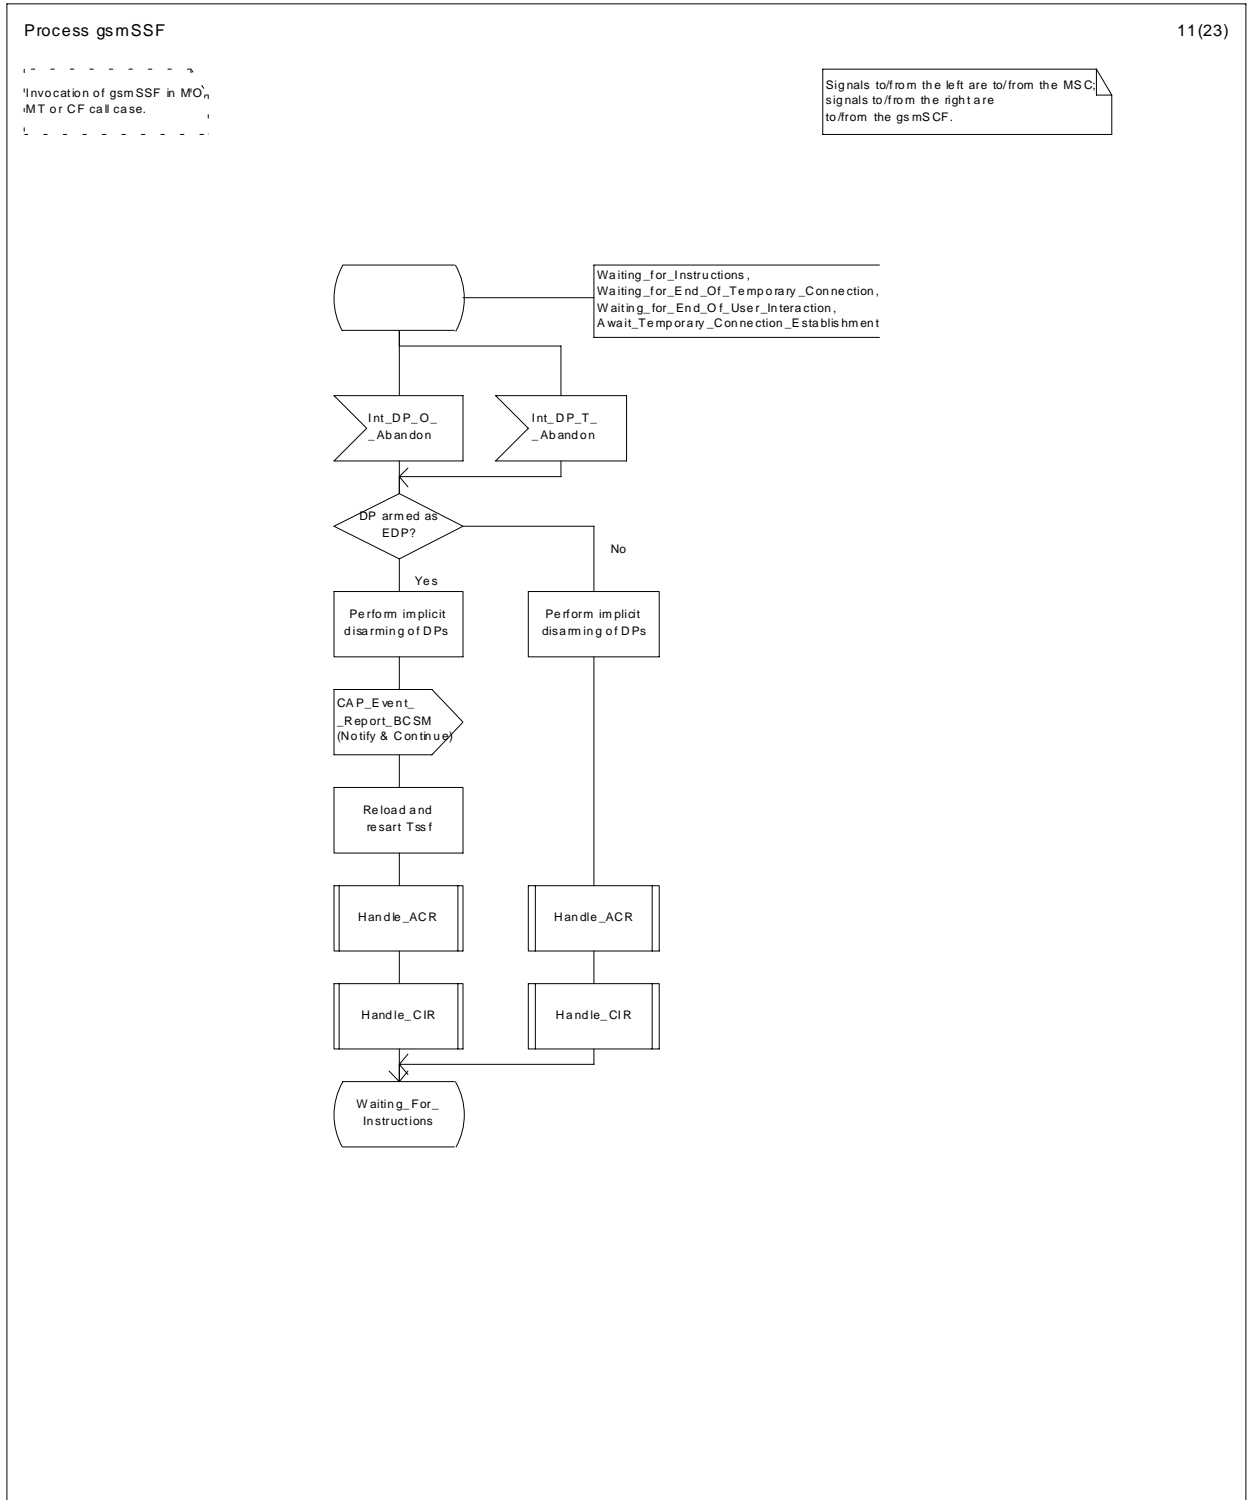 Process gsmSSF
11(23)
Invocation of gsmSSF in MO,
MT or CF call case.
Signals to/from the left are to/from the MSC;
signals to/from the right are
to/from the gsmSCF.
Waiting_for_Instructions,
Waiting_for_End_Of_Temporary_Connection,
Waiting_for_End_Of_User_Interaction,
Await_Temporary_Connection_Establishment
Int_DP_O_
_Abandon
Int_DP_T_
_Abandon
DP armed as
EDP?
No
Yes
Perform implicit
disarming of DPs
Perform implicit
disarming of DPs
CAP_Event_
_Report_BCSM
(Notify & Continue)
Reload and
resart Tssf
Handle_ACR
Handle_ACR
Handle_CIR
Handle_CIR
Waiting_For_
Instructions